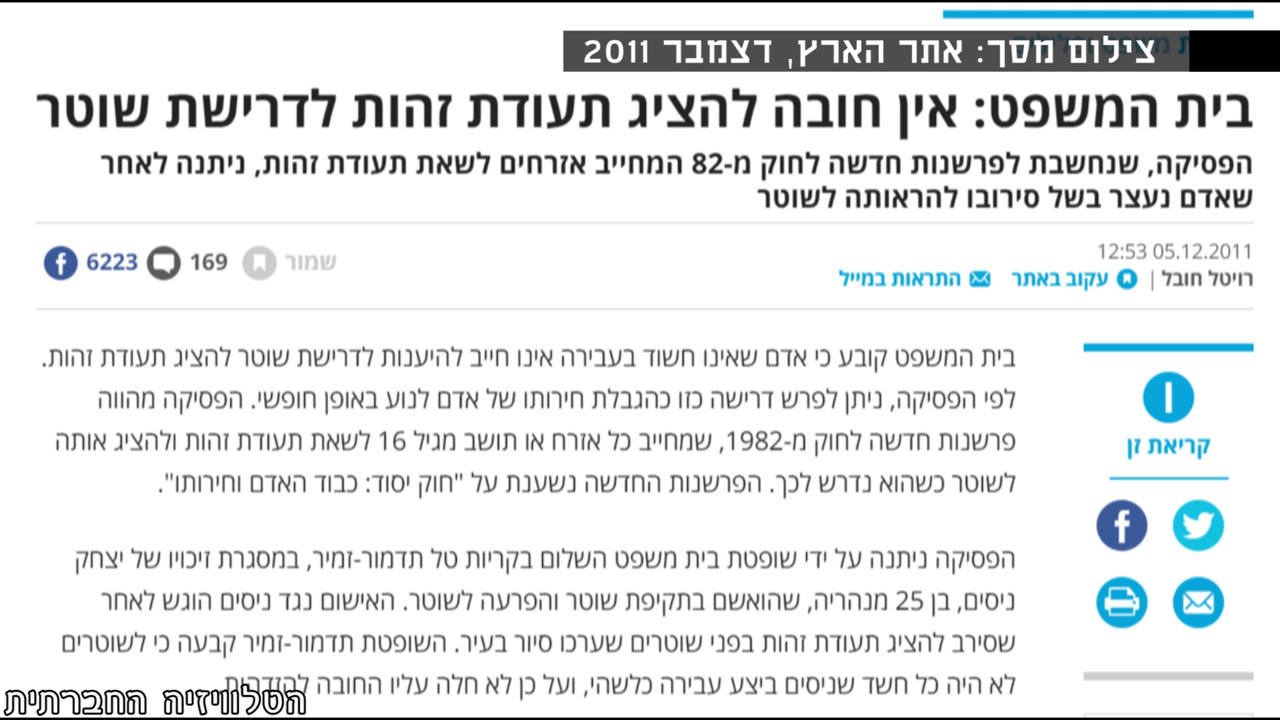 צילום מסך: אתר הארץ, דצמבר 2011
בית המשפט: אין חובה להציג תעודת זהות לדרישת שוטר
הפסיקה, שנחשבת לפרשנות חדשה לחוק מ-82 המחייב אזרחים לשאת תעודת זהות, ניתנה לאחר
שאדם נעצר בשל סירובו להראותה לשוטר
12:53 05.12.2011
רויטל חובל | עקוב באתר התראות במייל
שמור 169 6223
בית המשפט קובע כי אדם שאינו חשוד בעבירה אינו חייב להיענות לדרישת שוטר להציג תעודת זהות.
לפי הפסיקה, ניתן לפרש דרישה כזו כהגבלת חירותו של אדם לנוע באופן חופשי. הפסיקה מהווה
פרשנות חדשה לחוק מ-1982, שמחייב כל אזרח או תושב מגיל 16 לשאת תעודת זהות ולהציג אותה
לשוטר כשהוא נדרש לכך. הפרשנות החדשה נשענת על "חוק יסוד: כבוד האדם וחירותו".
הפסיקה ניתנה על ידי שופטת בית משפט השלום בקריות טל תדמור-זמיר, במסגרת זיכויו של יצחק
ניסים, בן 25 מנהריה, שהואשם בתקיפת שוטר והפרעה לשוטר. האישום נגד ניסים הוגש לאחר
שסירב להציג תעודת זהות בפני שוטרים שערכו סיור בעיר. השופטת תדמור-זמיר קבעה כי לשוטרים
לא היה כל חשד שניסים ביצע עבירה כלשהי, ועל כן לא חלה עליו החובה להזדהות
קריאת זן
הטלוויזיה החברתית